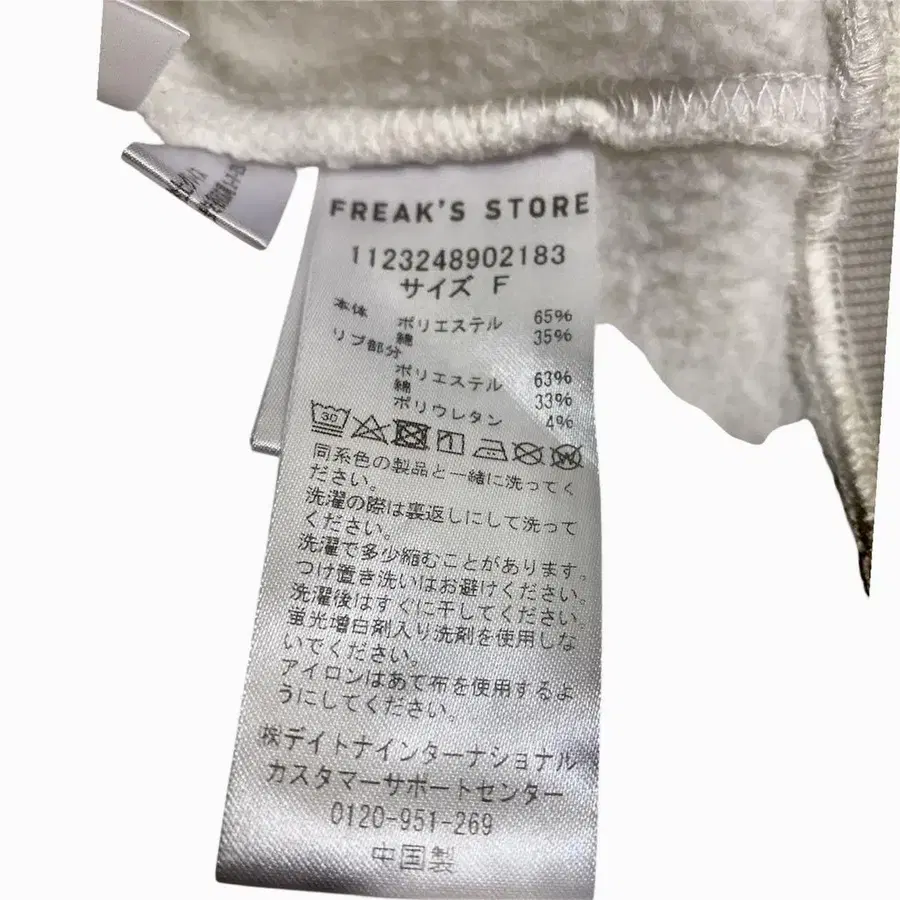 FREAK'S STORE
1123248902183
サイズ F
本体 ポリエステル 65%
綿 35%
リブ部分
ポリエステル 63%
綿 33%
ポリウレタン 4%
30
同系色の製品と一緒に洗ってく
ださい。
洗濯の際は裏返しにして洗って
ください。
洗濯で多少縮むことがあります。
つけ置き洗いはお避けください。
洗濯後はすぐに干してください。
蛍光増白剤入り洗剤を使用しな
いでください。
アイロンはあて布を使用するよ
うにしてください。
㈱デイトナインターナショナル
カスタマーサポートセンター
0120-951-269
中国製